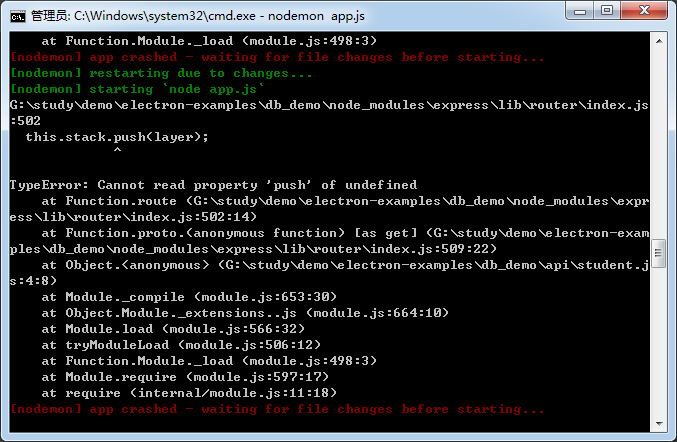 管理员: C:\Windows\system32\cmd.exe - nodemon  app.js
    at Function.Module._load (module.js:498:3)
[nodemon] app crashed - waiting for file changes before starting...
[nodemon] restarting due to changes...
[nodemon] starting `node app.js`
G:\study\demo\electron-examples\db_demo\node_modules\express\lib\router\index.js
:502
  this.stack.push(layer);
             ^
TypeError: Cannot read property 'push' of undefined
    at Function.route (G:\study\demo\electron-examples\db_demo\node_modules\expr
ess\lib\router\index.js:502:14)
    at Function.proto.(anonymous function) [as get] (G:\study\demo\electron-exam
ples\db_demo\node_modules\express\lib\router\index.js:509:22)
    at Object.<anonymous> (G:\study\demo\electron-examples\db_demo\api\student.j
s:4:8)
    at Module._compile (module.js:653:30)
    at Object.Module._extensions..js (module.js:664:10)
    at Module.load (module.js:566:32)
    at tryModuleLoad (module.js:506:12)
    at Function.Module._load (module.js:498:3)
    at Module.require (module.js:597:17)
    at require (internal/module.js:11:18)
[nodemon] app crashed - waiting for file changes before starting...